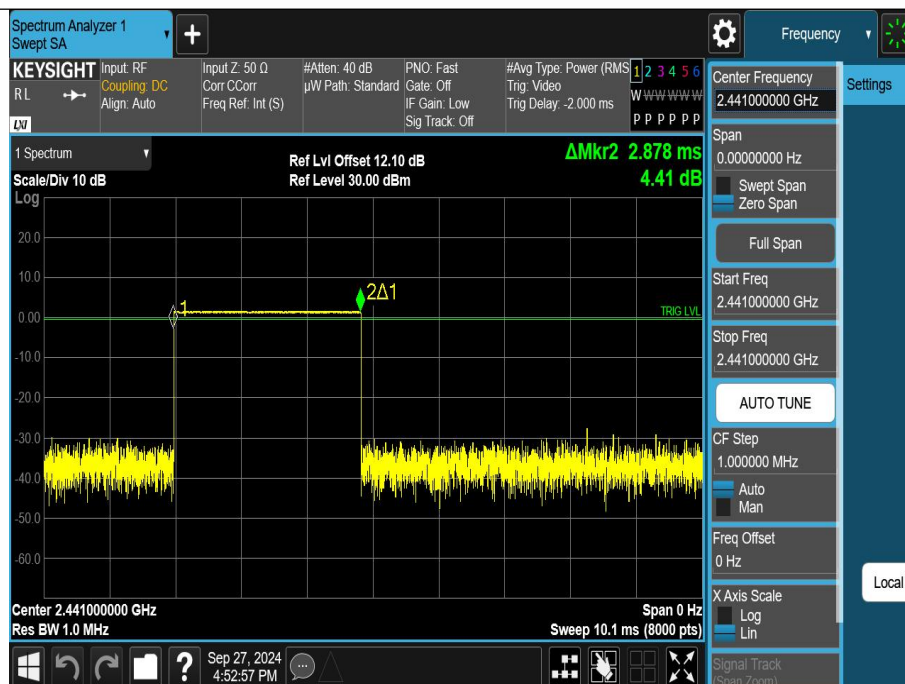 Spectrum Analyzer 1
Swept SA
+
Frequency
KEYSIGHT
RL
LXI
Input: RF
Coupling: DC
Align: Auto
Input Z: 50 Ω
Corr CCorr
Freq Ref: Int (S)
#Atten: 40 dB
µW Path: Standard
PNO: Fast
Gate: Off
IF Gain: Low
Sig Track: Off
#Avg Type: Power (RMS
Trig: Video
Trig Delay: -2.000 ms
1 2 3 4 5 6
W W W W W W
P P P P P P
1 Spectrum
Scale/Div 10 dB
Log
Ref Lvl Offset 12.10 dB
Ref Level 30.00 dBm
ΔMkr2 2.878 ms
4.41 dB
20.0
10.0
0.00
-10.0
-20.0
-30.0
-40.0
-50.0
-60.0
1
2Δ1
TRIG LVL
Center 2.441000000 GHz
Res BW 1.0 MHz
Span 0 Hz
Sweep 10.1 ms (8000 pts)
Center Frequency
2.441000000 GHz
Settings
Span
0.00000000 Hz
Swept Span
Zero Span
Full Span
Start Freq
2.441000000 GHz
Stop Freq
2.441000000 GHz
AUTO TUNE
CF Step
1.000000 MHz
Auto
Man
Freq Offset
0 Hz
Local
X Axis Scale
Log
Lin
Signal Track
(Span Zoom)
?
Sep 27, 2024
4:52:57 PM